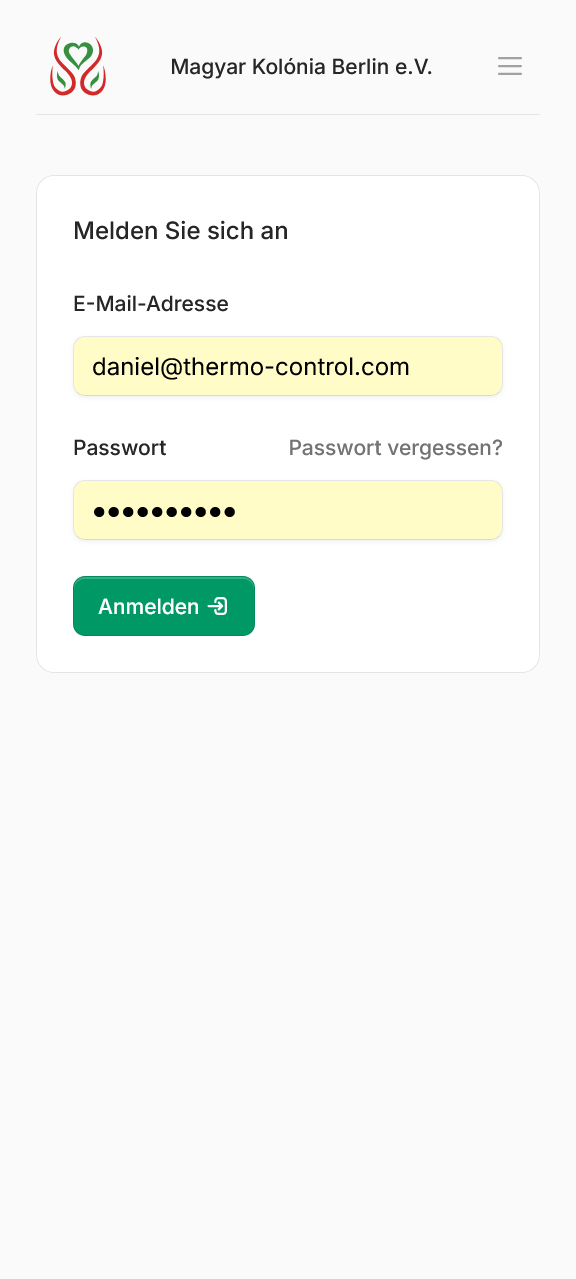 Magyar Kolónia Berlin e.V.
Melden Sie sich an
E-Mail-Adresse
daniel@thermo-control.com
Passwort Passwort vergessen?
••••••••••
Anmelden